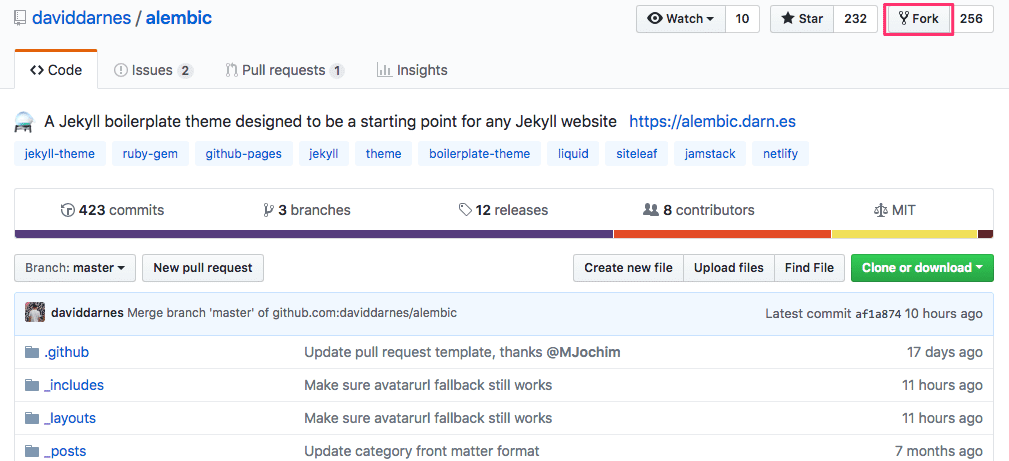 daviddarnes / alembic Watch 10 Star 232 Fork 256
Code Issues 2 Pull requests 1 Insights
A Jekyll boilerplate theme designed to be a starting point for any Jekyll website https://alembic.darn.es
jekyll-theme ruby-gem github-pages jekyll theme boilerplate-theme liquid siteleaf jamstack netlify
423 commits 3 branches 12 releases 8 contributors MIT
Branch: master New pull request Create new file Upload files Find File Clone or download
daviddarnes Merge branch 'master' of github.com:daviddarnes/alembic Latest commit af1a874 10 hours ago
.github Update pull request template, thanks @MJochim 17 days ago
_includes Make sure avatarurl fallback still works 11 hours ago
_layouts Make sure avatarurl fallback still works 11 hours ago
_posts Update category front matter format 7 months ago